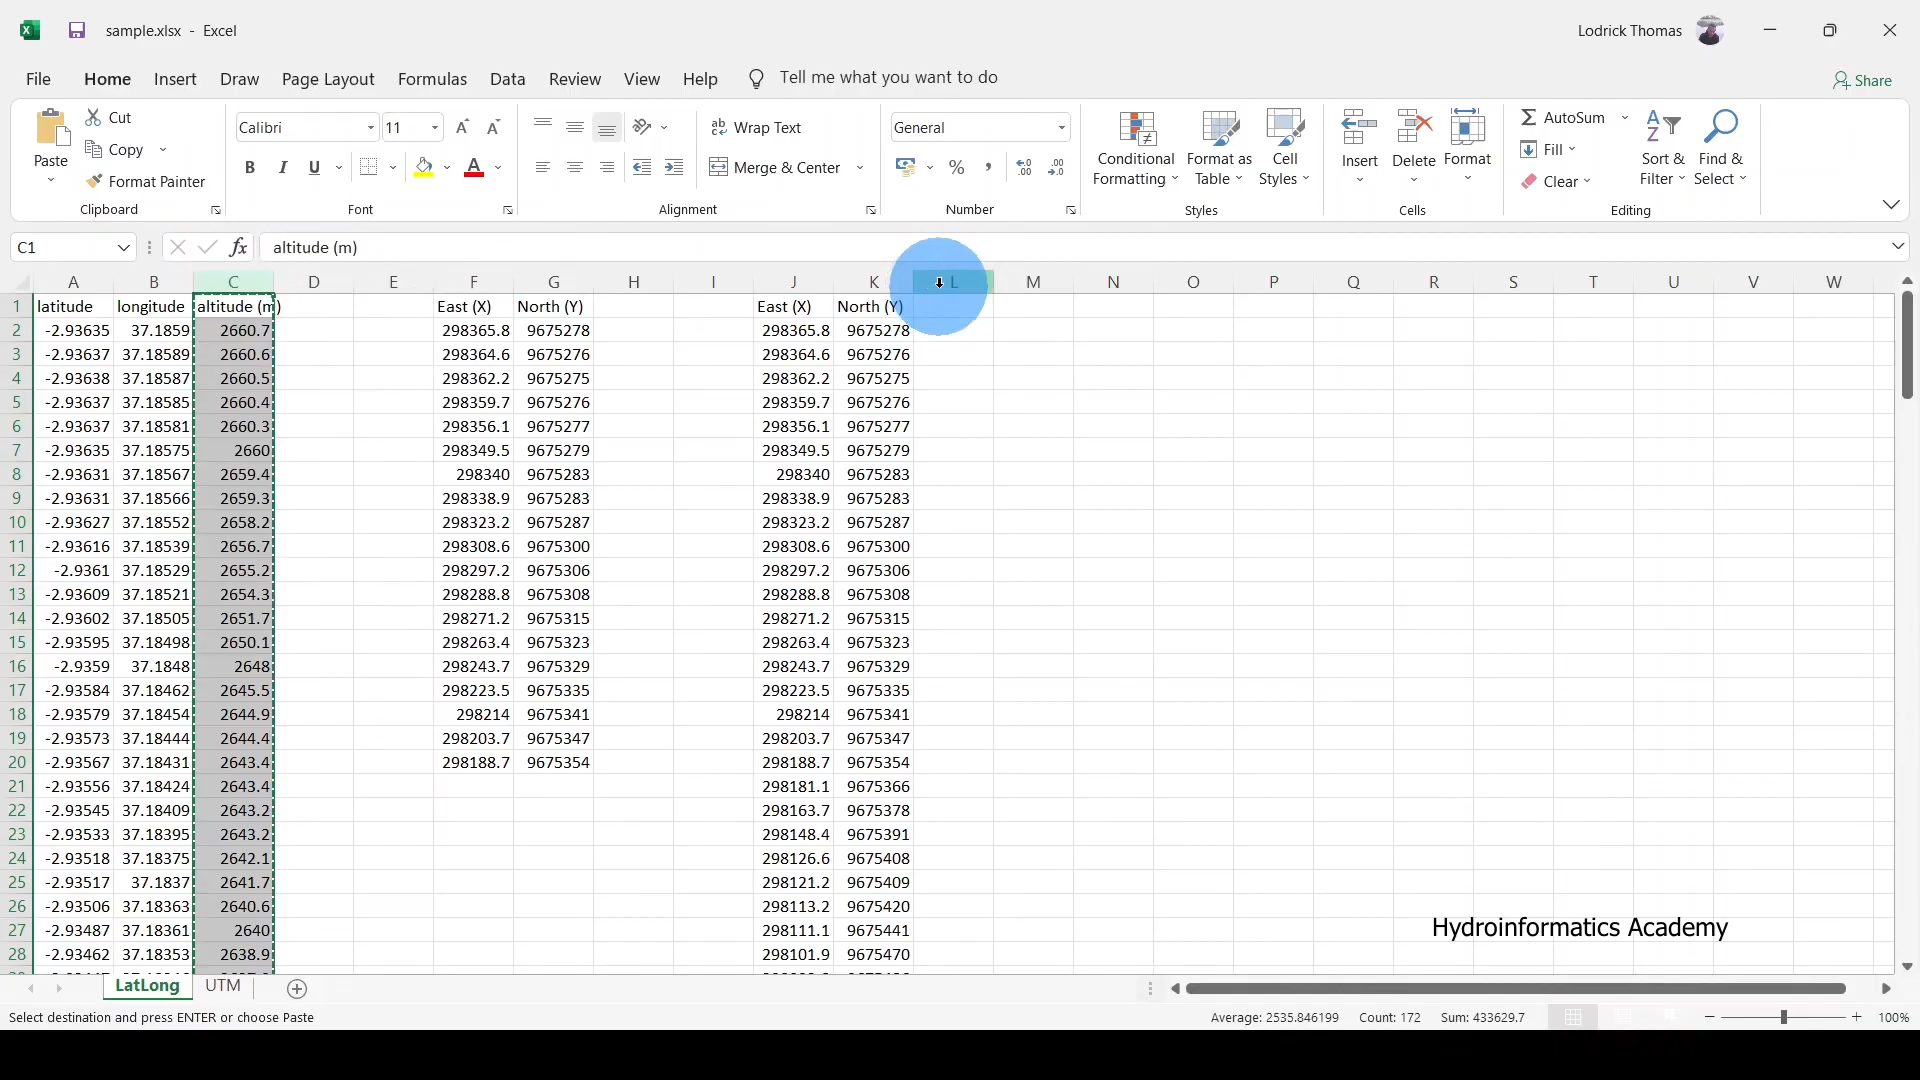 sample.xlsx - Excel
Lodrick Thomas
File Home Insert Draw Page Layout Formulas Data Review View Help Tell me what you want to do Share
Paste
Cut
Copy
Format Painter
Clipboard
Calibri 11
B I U A
Font
Wrap Text
Merge & Center
Alignment
General
% ,
Number
Conditional Formatting
Format as Table
Cell Styles
Styles
Insert
Delete
Format
Cells
AutoSum
Fill
Clear
Sort & Filter
Find & Select
Editing
C1 fx altitude (m)
A B C D E F G H I J K L M N O P Q R S T U V W
1 latitude longitude altitude (m) East (X) North (Y) East (X) North (Y)
2 -2.93635 37.1859 2660.7 298365.8 9675278 298365.8 9675278
3 -2.93637 37.18589 2660.6 298364.6 9675276 298364.6 9675276
4 -2.93638 37.18587 2660.5 298362.2 9675275 298362.2 9675275
5 -2.93637 37.18585 2660.4 298359.7 9675276 298359.7 9675276
6 -2.93637 37.18581 2660.3 298356.1 9675277 298356.1 9675277
7 -2.93635 37.18575 2660 298349.5 9675279 298349.5 9675279
8 -2.93631 37.18567 2659.4 298340 9675283 298340 9675283
9 -2.93631 37.18566 2659.3 298338.9 9675283 298338.9 9675283
10 -2.93627 37.18552 2658.2 298323.2 9675287 298323.2 9675287
11 -2.93616 37.18539 2656.7 298308.6 9675300 298308.6 9675300
12 -2.9361 37.18529 2655.2 298297.2 9675306 298297.2 9675306
13 -2.93609 37.18521 2654.3 298288.8 9675308 298288.8 9675308
14 -2.93602 37.18505 2651.7 298271.2 9675315 298271.2 9675315
15 -2.93595 37.18498 2650.1 298263.4 9675323 298263.4 9675323
16 -2.9359 37.1848 2648 298243.7 9675329 298243.7 9675329
17 -2.93584 37.18462 2645.5 298223.5 9675335 298223.5 9675335
18 -2.93579 37.18454 2644.9 298214 9675341 298214 9675341
19 -2.93573 37.18444 2644.4 298203.7 9675347 298203.7 9675347
20 -2.93567 37.18431 2643.4 298188.7 9675354 298188.7 9675354
21 -2.93556 37.18424 2643.4 298181.1 9675366
22 -2.93545 37.18409 2643.2 298163.7 9675378
23 -2.93533 37.18395 2643.2 298148.4 9675391
24 -2.93518 37.18375 2642.1 298126.6 9675408
25 -2.93517 37.1837 2641.7 298121.2 9675409
26 -2.93506 37.18363 2640.6 298113.2 9675420
27 -2.93487 37.18361 2640 298111.1 9675441
28 -2.93462 37.18353 2638.9 298101.9 9675470
Hydroinformatics Academy
LatLong UTM
Select destination and press ENTER or choose Paste Average: 2535.846199 Count: 172 Sum: 433629.7 100%